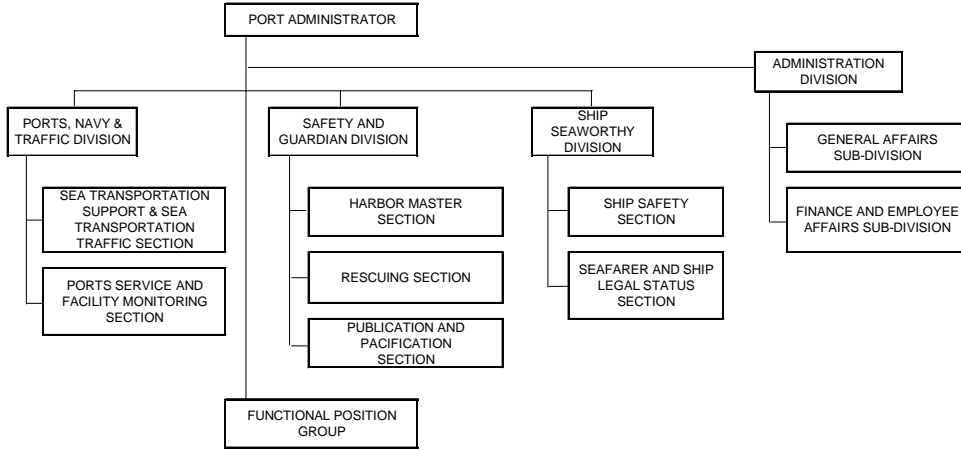 PORT ADMINISTRATOR
ADMINISTRATION
DIVISION
PORTS, NAVY &
TRAFFIC DIVISION
SAFETY AND
GUARDIAN DIVISION
SHIP
SEAWORTHY
DIVISION
GENERAL AFFAIRS
SUB-DIVISION
FINANCE AND EMPLOYEE
AFFAIRS SUB-DIVISION
SEA TRANSPORTATION
SUPPORT & SEA
TRANSPORTATION
TRAFFIC SECTION
PORTS SERVICE AND
FACILITY MONITORING
SECTION
HARBOR MASTER
SECTION
RESCUING SECTION
PUBLICATION AND
PACIFICATION
SECTION
SHIP SAFETY
SECTION
SEAFARER AND SHIP
LEGAL STATUS
SECTION
FUNCTIONAL POSITION
GROUP